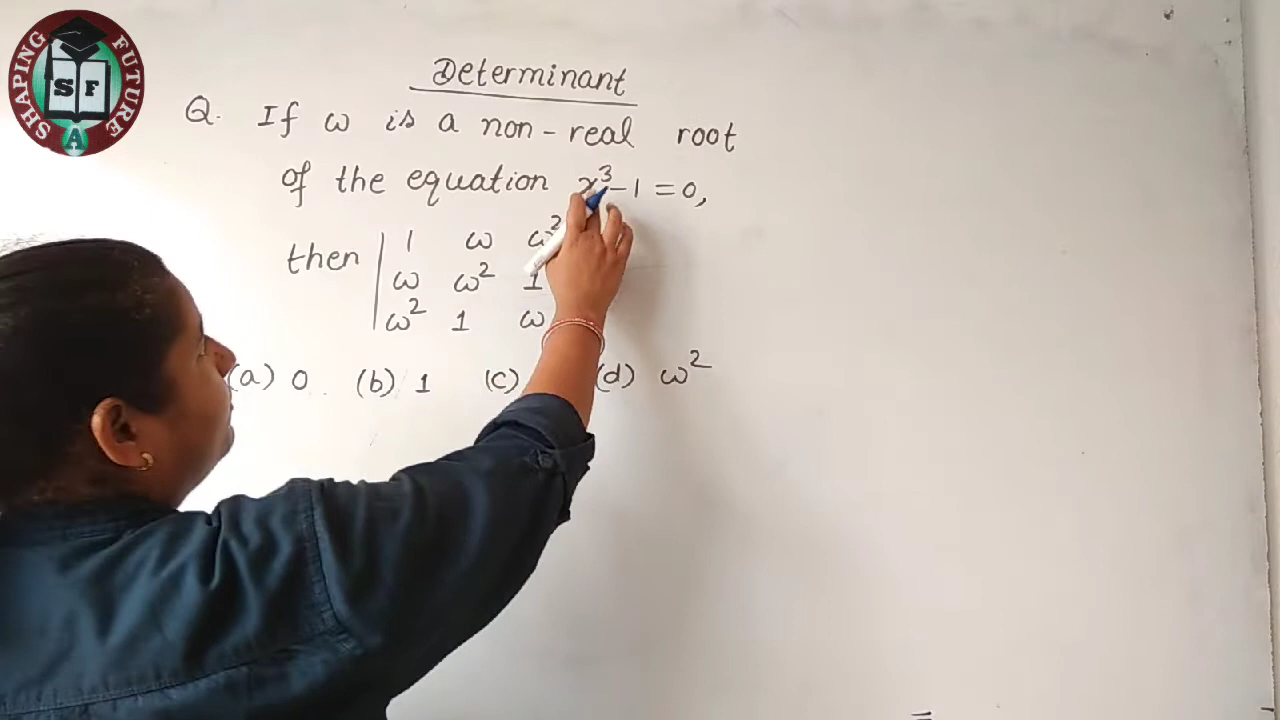 SHAPING FUTURE
S F
A
Determinant
Q. If ω is a non-real root
of the equation x³-1=0,
then | 1 ω ω²
ω ω² 1
ω² 1 ω
(a) 0 (b) 1 (c) (d) ω²
=